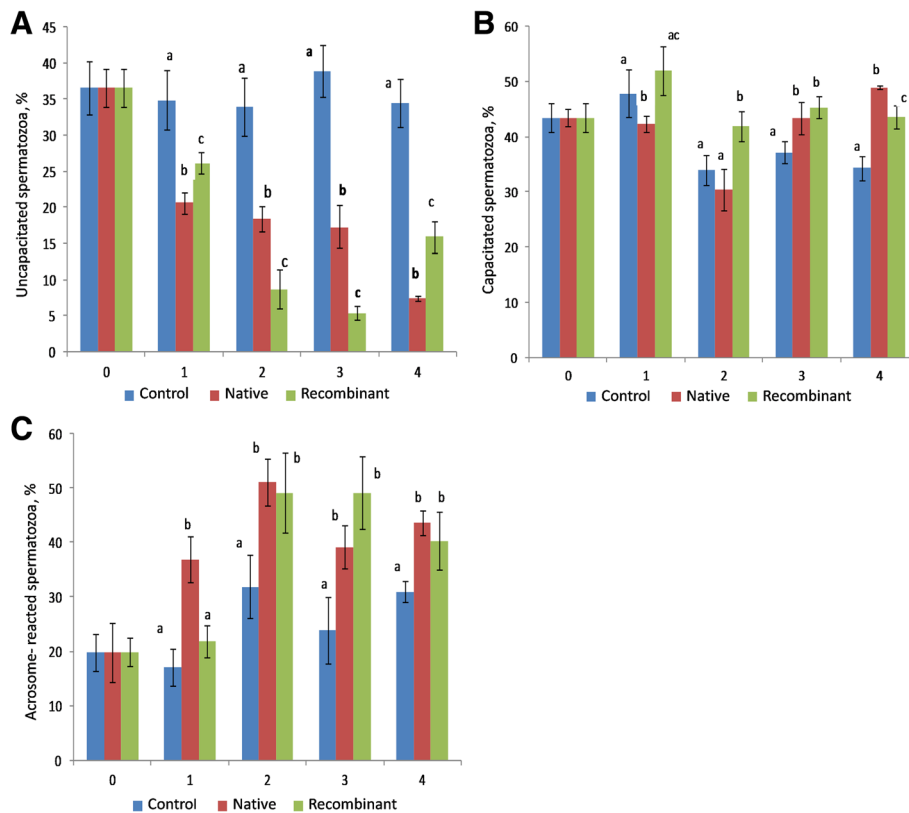 A
Uncapacitated spermatozoa, %
45
40
35
30
25
20
15
10
5
0
a
b
c
a
b
c
a
b
c
a
b
c
0 1 2 3 4
Control Native Recombinant
B
Capacitated spermatozoa, %
60
50
40
30
20
10
0
a
b
ac
a
a
b
a
b
b
a
b
c
0 1 2 3 4
Control Native Recombinant
C
Acrosome- reacted spermatozoa, %
60
50
40
30
20
10
0
a
b
a
a
b
b
a
b
b
a
b
b
0 1 2 3 4
Control Native Recombinant